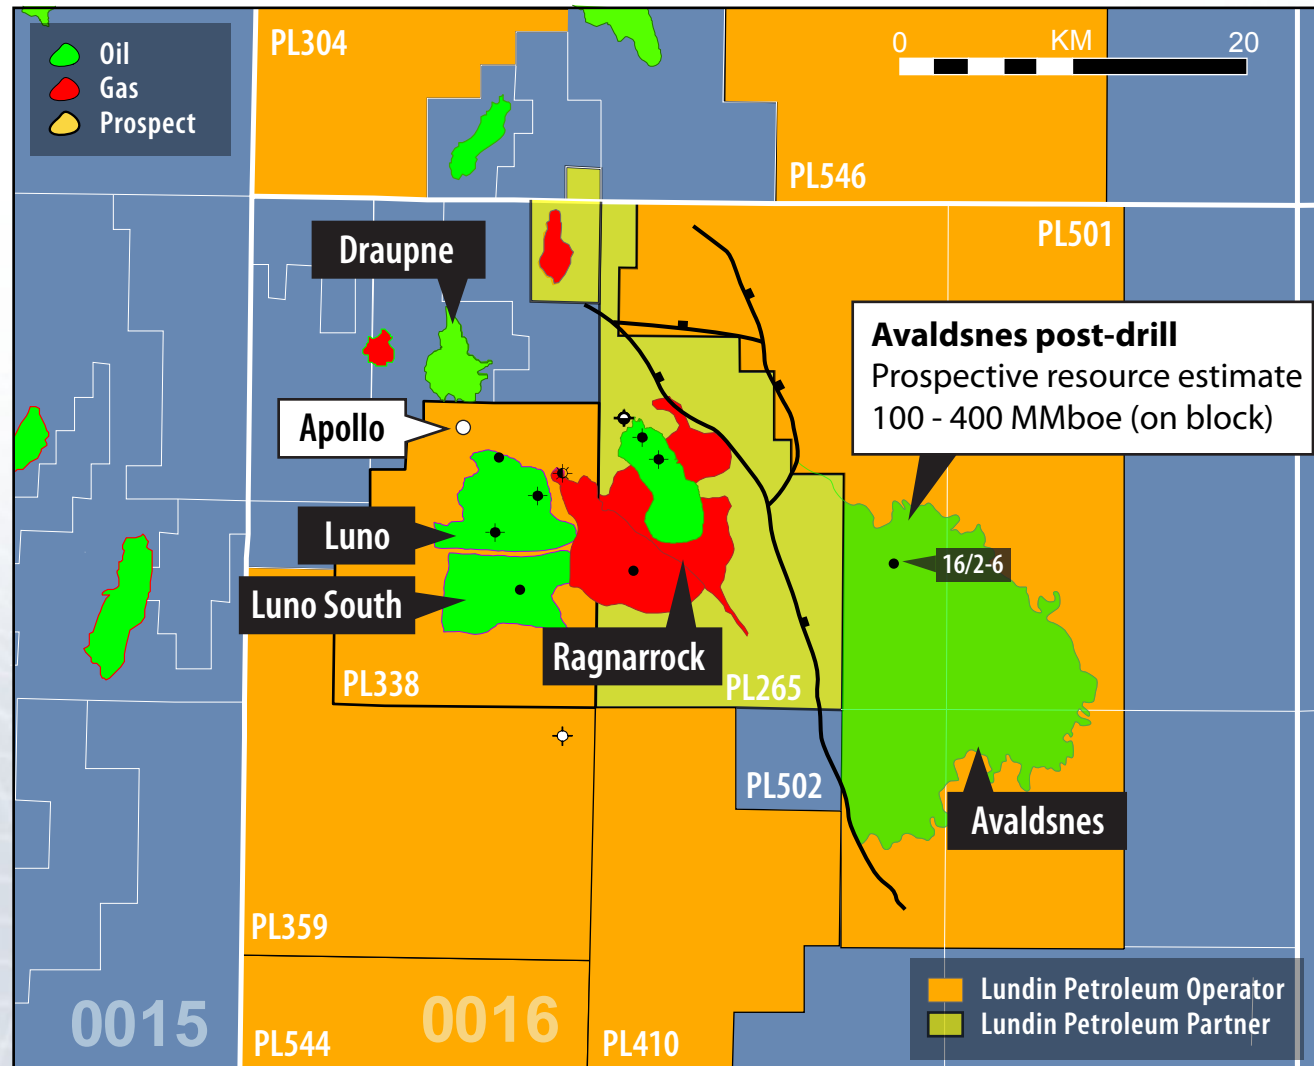 Oil
Gas
Prospect
PL304
0 KM 20
PL546
PL501
Draupne
Avaldsnes post-drill
Prospective resource estimate
100 - 400 MMboe (on block)
Apollo
Luno
16/2-6
Luno South
Ragnarrock
PL338
PL265
PL502
Avaldsnes
PL359
0015
0016
PL544
PL410
Lundin Petroleum Operator
Lundin Petroleum Partner